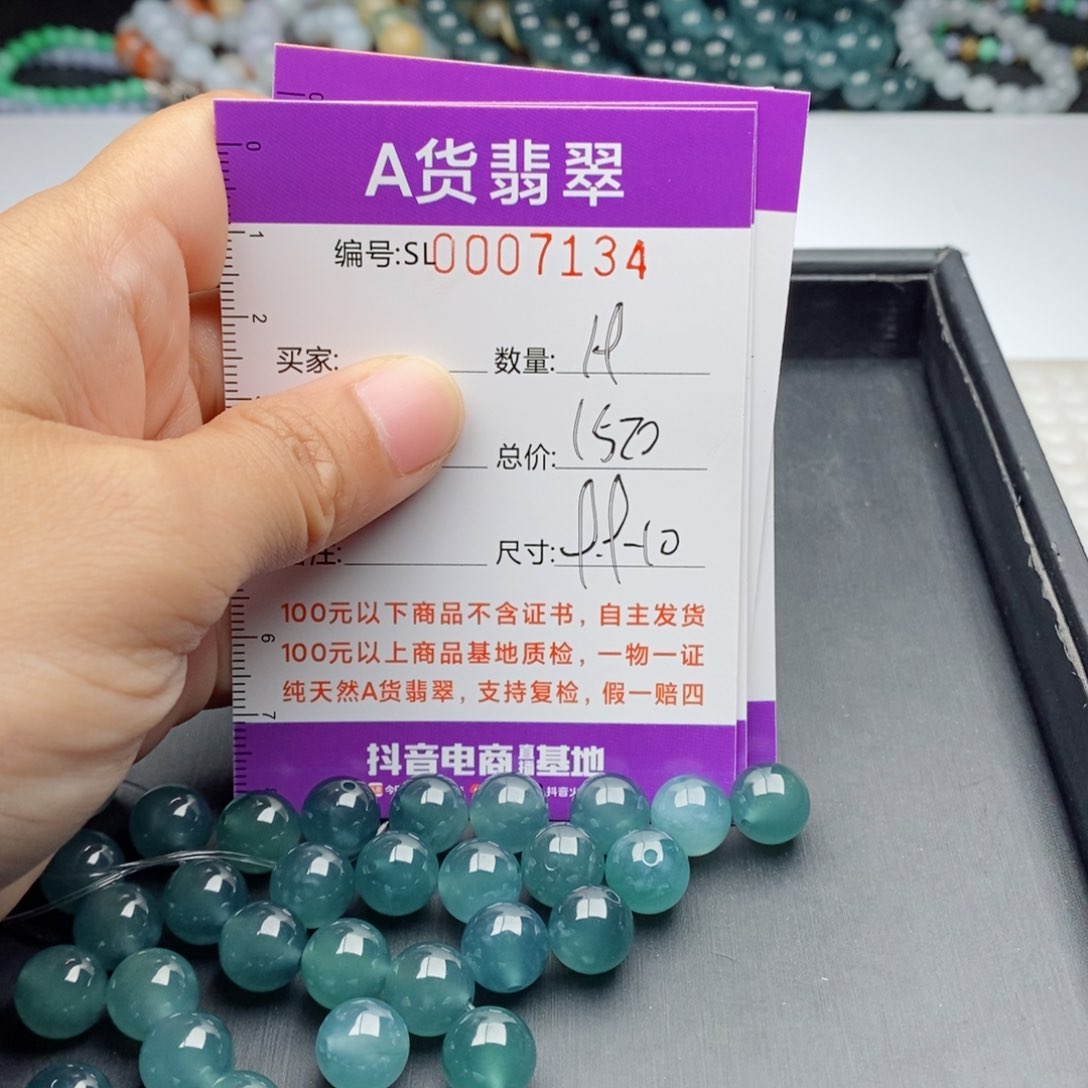 A货翡翠
编号:SL0007134
买家: 数量:
总价: 1520
注: 尺寸:
100元以下商品不含证书，自主发货
100元以上商品基地质检，一物一证
纯天然A货翡翠，支持复检，假一赔四
抖音电商直播基地